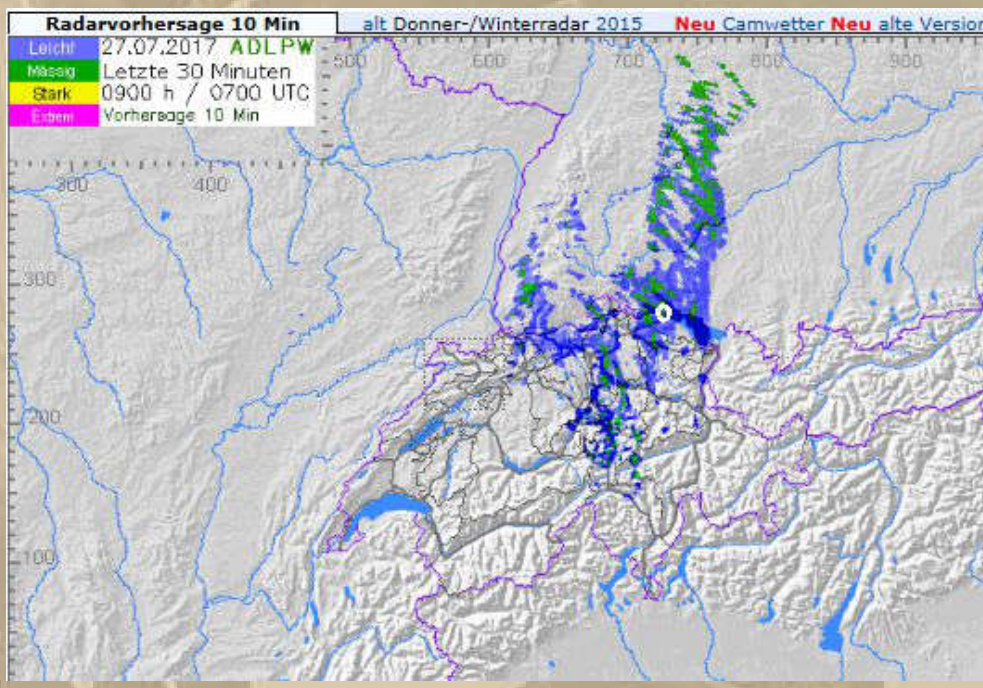 Radarvorhersage 10 Min alt Donner-/Winterradar 2015 Neu Camwetter Neu alte Version
Leicht 27.07.2017 ADLPW
Mässig Letzte 30 Minuten
Stark 0900 h / 0700 UTC
Extrem Vorhersage 10 Min
500 600 700 800 900
300 400
300
200
100